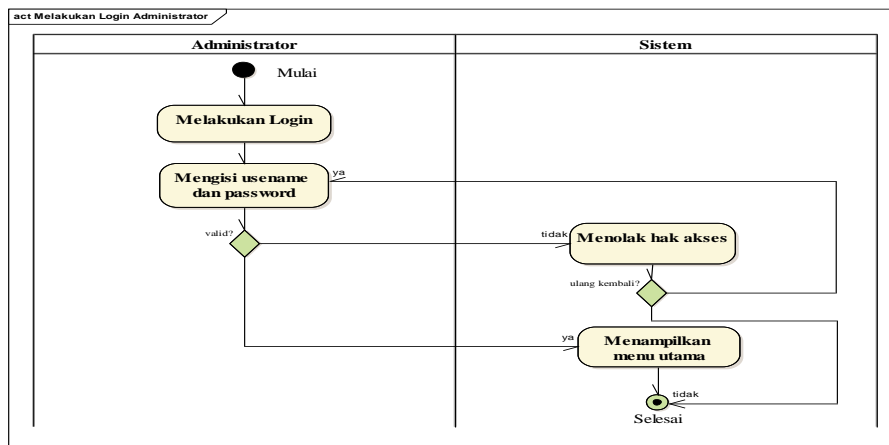 act Melakukan Login Administrator
Administrator
Sistem
Mulai
Melakukan Login
Mengisi usename
dan password
ya
valid?
tidak
Menolak hak akses
ulang kembali?
ya
Menampilkan
menu utama
tidak
Selesai